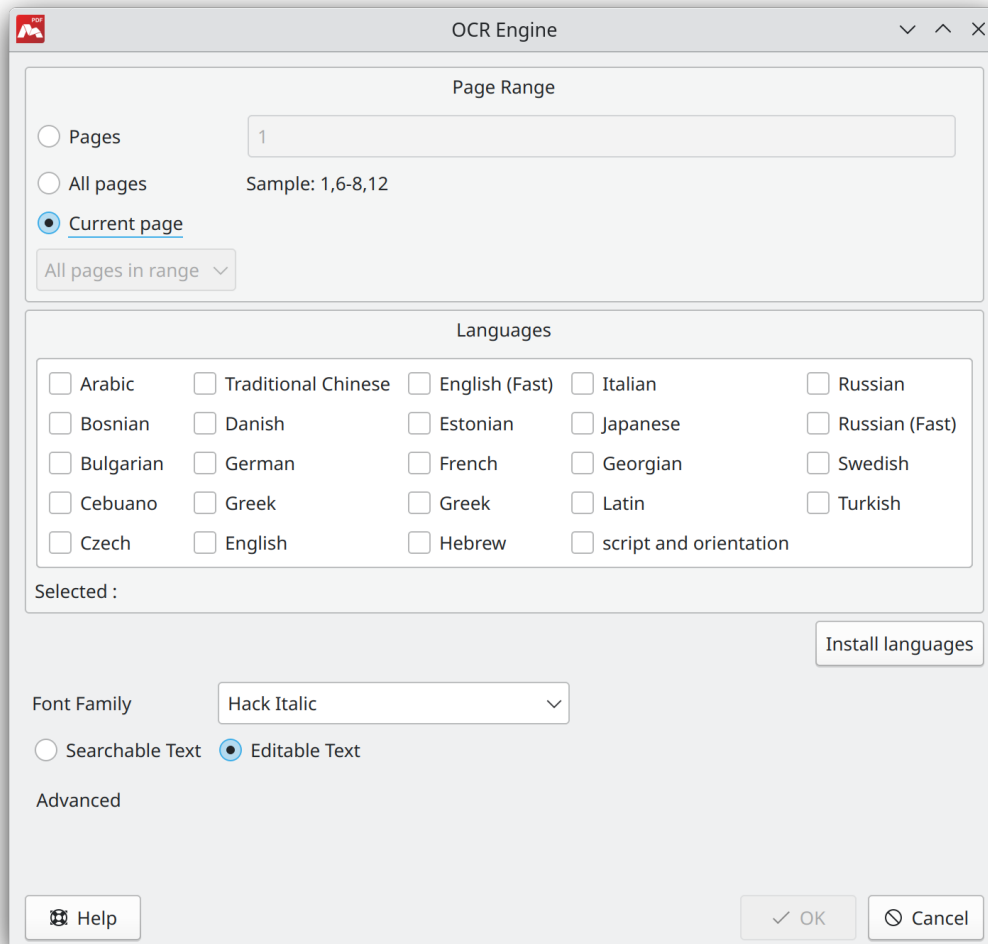 PDF
OCR Engine
Page Range
Pages 1
All pages Sample: 1,6-8,12
Current page
All pages in range
Languages
Arabic Traditional Chinese English (Fast) Italian Russian
Bosnian Danish Estonian Japanese Russian (Fast)
Bulgarian German French Georgian Swedish
Cebuano Greek Greek Latin Turkish
Czech English Hebrew script and orientation
Selected :
Install languages
Font Family Hack Italic
Searchable Text Editable Text
Advanced
Help OK Cancel